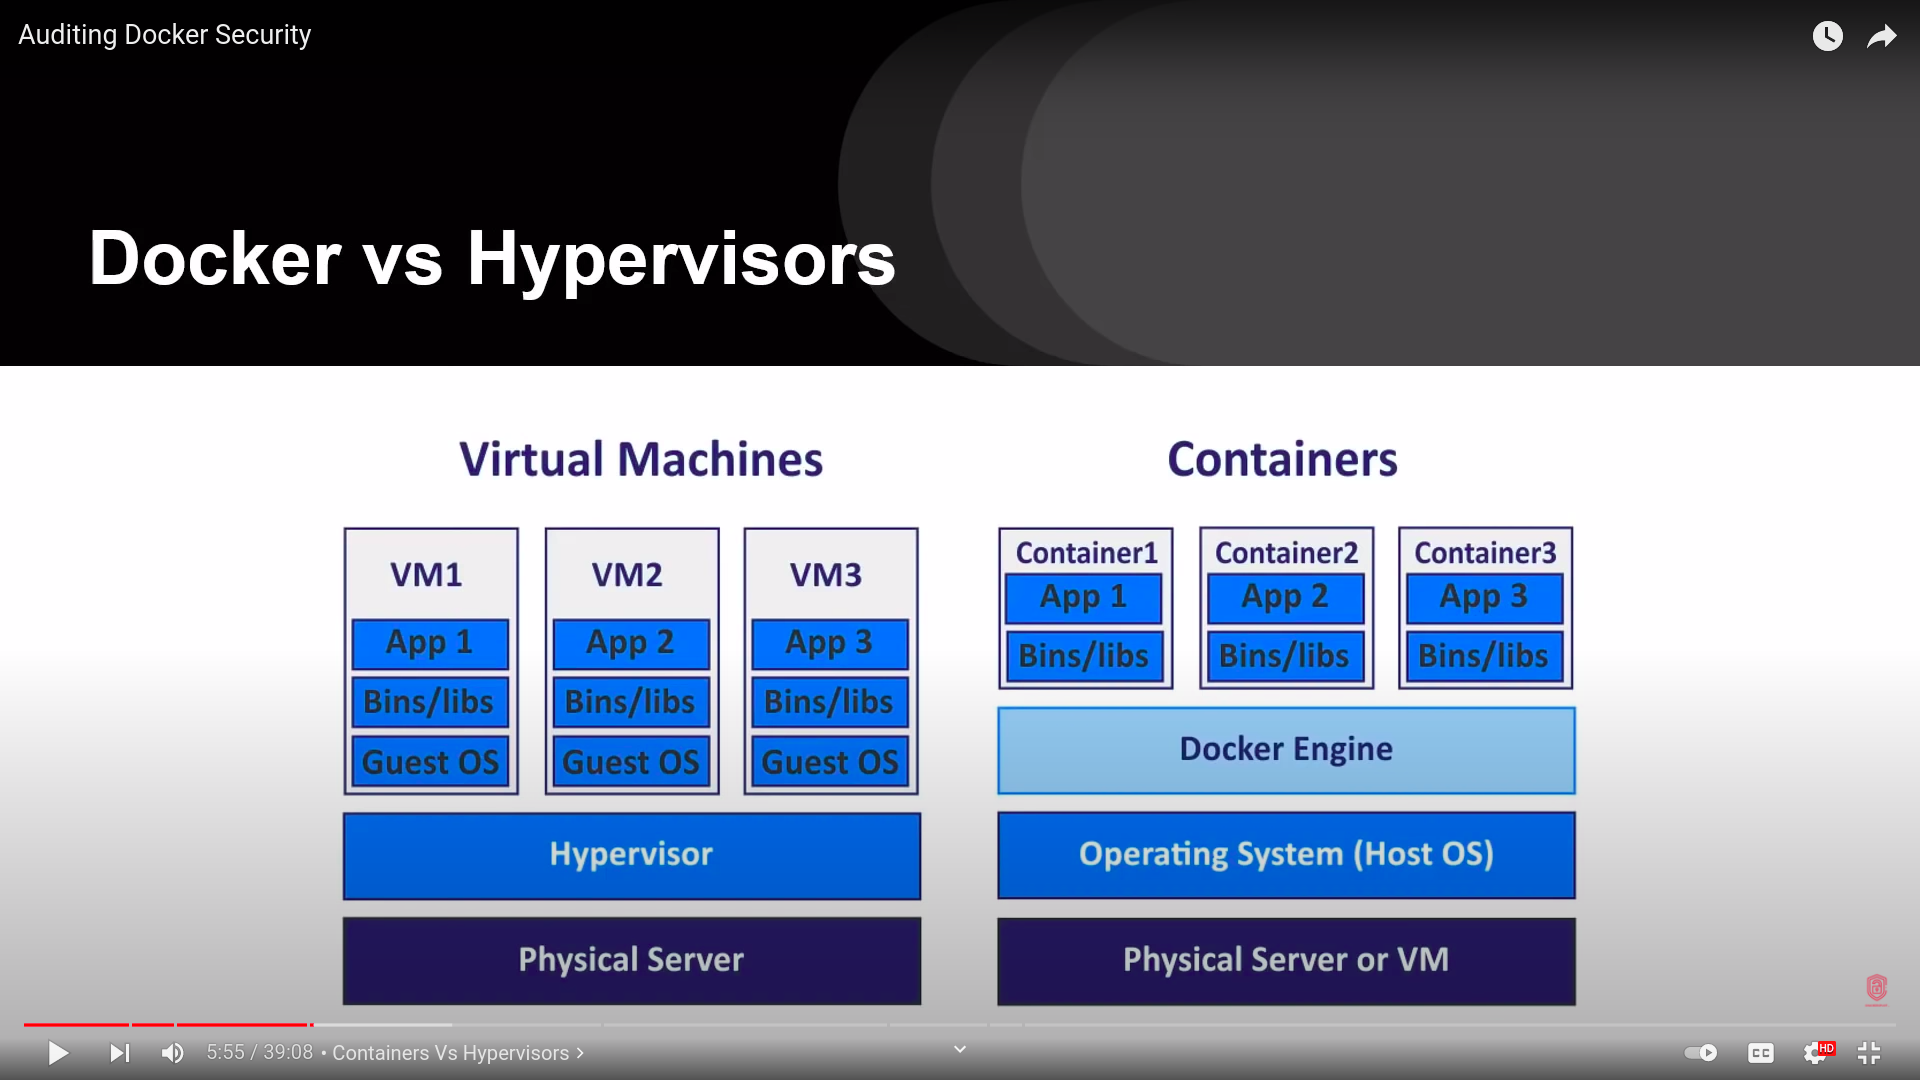 Auditing Docker Security
Docker vs Hypervisors
Virtual Machines
VM1
App 1
Bins/libs
Guest OS
VM2
App 2
Bins/libs
Guest OS
VM3
App 3
Bins/libs
Guest OS
Hypervisor
Physical Server
Containers
Container1
App 1
Bins/libs
Container2
App 2
Bins/libs
Container3
App 3
Bins/libs
Docker Engine
Operating System (Host OS)
Physical Server or VM
5:55 / 39:08 • Containers Vs Hypervisors >
CC
HD